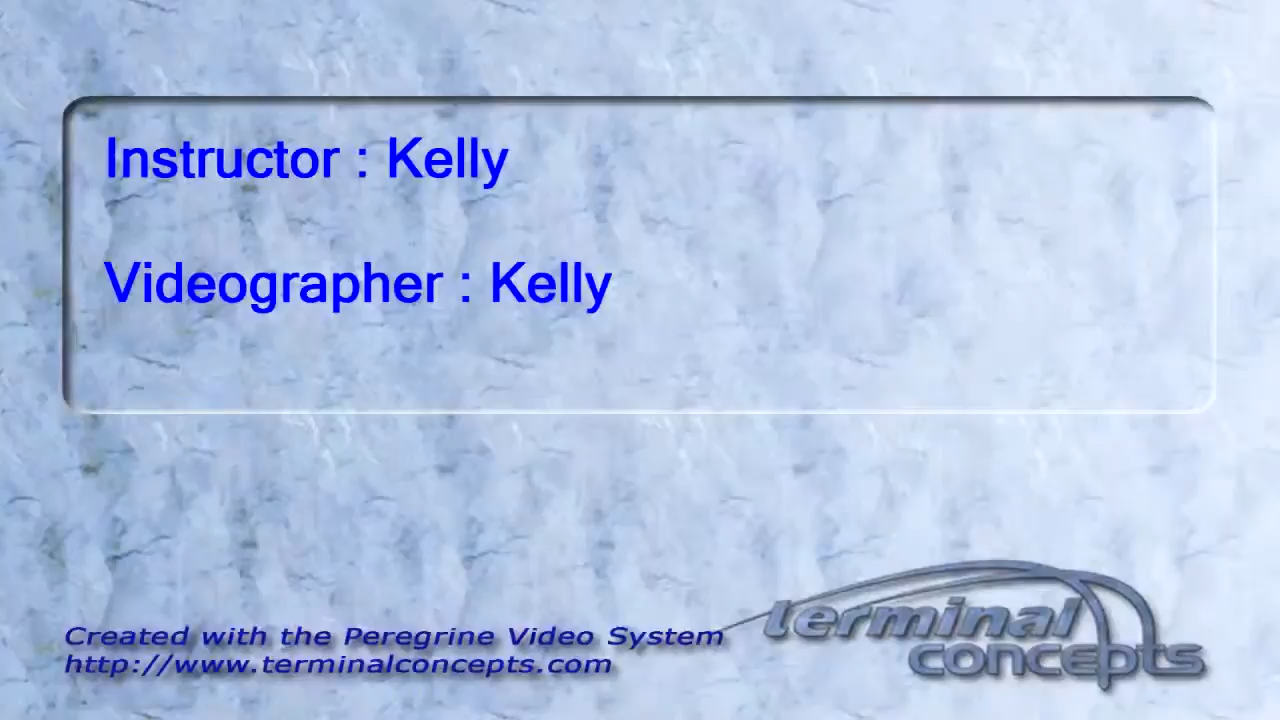 Instructor : Kelly
Videographer : Kelly
Created with the Peregrine Video System
http://www.terminalconcepts.com
terminal
concepts